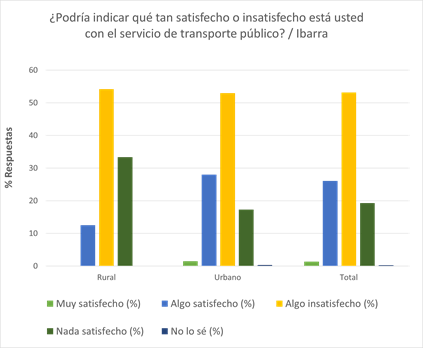 ¿Podría indicar qué tan satisfecho o insatisfecho está usted
con el servicio de transporte público? / Ibarra
60
50
40
30
20
10
0
% Respuestas
Rural Urbano Total
Muy satisfecho (%) Algo satisfecho (%) Algo insatisfecho (%)
Nada satisfecho (%) No lo sé (%)